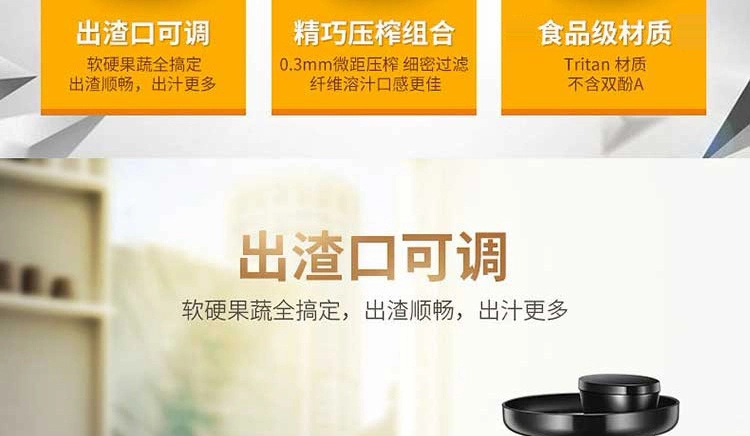 出渣口可调
软硬果蔬全搞定
出渣顺畅，出汁更多
精巧压榨组合
0.3mm微距压榨 细密过滤
纤维溶汁口感更佳
食品级材质
Tritan 材质
不含双酚A
出渣口可调
软硬果蔬全搞定，出渣顺畅，出汁更多